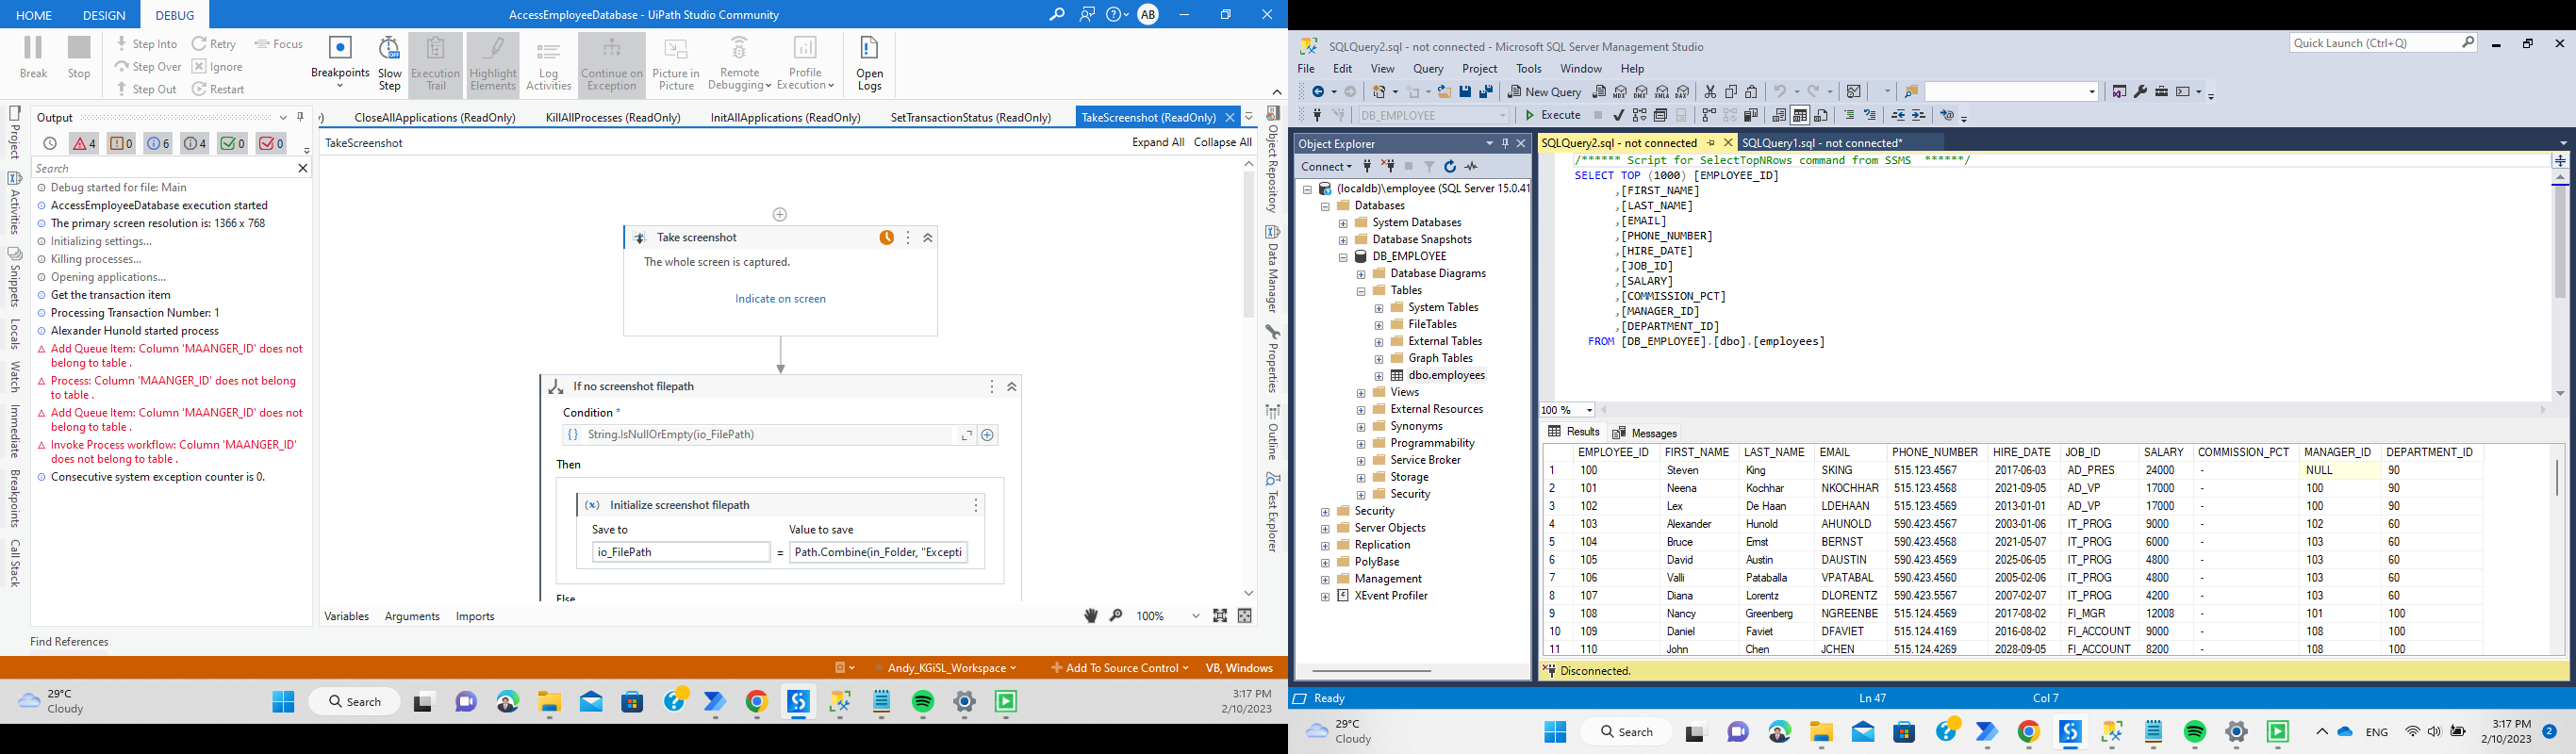 HOME DESIGN DEBUG AccessEmployeeDatabase - UiPath Studio Community AB
Break Stop Step Into Step Over Step Out Retry Ignore Restart Focus Breakpoints Slow Step Execution Trail Highlight Elements Log Activities Continue on Exception Picture in Picture Remote Debugging Profile Execution Open Logs
Project
Activities
Snippets
Locals
Watch
Immediate
Breakpoints
Call Stack
Output
4 0 6 4 0 0
Search
Debug started for file: Main
AccessEmployeeDatabase execution started
The primary screen resolution is: 1366 x 768
Initializing settings...
Killing processes...
Opening applications...
Get the transaction item
Processing Transaction Number: 1
Alexander Hunold started process
Add Queue Item: Column 'MAANGER_ID' does not
belong to table .
Process: Column 'MAANGER_ID' does not belong
to table .
Add Queue Item: Column 'MAANGER_ID' does not
belong to table .
Invoke Process workflow: Column 'MAANGER_ID'
does not belong to table .
Consecutive system exception counter is 0.
Find References
CloseAllApplications (ReadOnly) KillAllProcesses (ReadOnly) InitAllApplications (ReadOnly) SetTransactionStatus (ReadOnly) TakeScreenshot (ReadOnly)
TakeScreenshot Expand All Collapse All
Take screenshot
The whole screen is captured.
Indicate on screen
If no screenshot filepath
Condition *
String.IsNullOrEmpty(io_FilePath)
Then
Initialize screenshot filepath
Save to Value to save
io_FilePath = Path.Combine(in_Folder, "Excepti
Else
Variables Arguments Imports 100%
Object Repository
Data Manager
Properties
Outline
Test Explorer
Andy_KGiSL_Workspace Add To Source Control VB, Windows
29°C
Cloudy
Search
3:17 PM
2/10/2023
SQLQuery2.sql - not connected - Microsoft SQL Server Management Studio Quick Launch (Ctrl+Q)
File Edit View Query Project Tools Window Help
New Query MDX DMX XMLA DAX
DB_EMPLOYEE Execute
Object Explorer
Connect
(localdb)\employee (SQL Server 15.0.41
Databases
System Databases
Database Snapshots
DB_EMPLOYEE
Database Diagrams
Tables
System Tables
FileTables
External Tables
Graph Tables
dbo.employees
Views
External Resources
Synonyms
Programmability
Service Broker
Storage
Security
Security
Server Objects
Replication
PolyBase
Management
XEvent Profiler
SQLQuery2.sql - not connected SQLQuery1.sql - not connected*
/****** Script for SelectTopNRows command from SSMS ******/
SELECT TOP (1000) [EMPLOYEE_ID]
,[FIRST_NAME]
,[LAST_NAME]
,[EMAIL]
,[PHONE_NUMBER]
,[HIRE_DATE]
,[JOB_ID]
,[SALARY]
,[COMMISSION_PCT]
,[MANAGER_ID]
,[DEPARTMENT_ID]
FROM [DB_EMPLOYEE].[dbo].[employees]
100 %
Results Messages
EMPLOYEE_ID FIRST_NAME LAST_NAME EMAIL PHONE_NUMBER HIRE_DATE JOB_ID SALARY COMMISSION_PCT MANAGER_ID DEPARTMENT_ID
1 100 Steven King SKING 515.123.4567 2017-06-03 AD_PRES 24000 - NULL 90
2 101 Neena Kochhar NKOCHHAR 515.123.4568 2021-09-05 AD_VP 17000 - 100 90
3 102 Lex De Haan LDEHAAN 515.123.4569 2013-01-01 AD_VP 17000 - 100 90
4 103 Alexander Hunold AHUNOLD 590.423.4567 2003-01-06 IT_PROG 9000 - 102 60
5 104 Bruce Ernst BERNST 590.423.4568 2021-05-07 IT_PROG 6000 - 103 60
6 105 David Austin DAUSTIN 590.423.4569 2025-06-05 IT_PROG 4800 - 103 60
7 106 Valli Pataballa VPATABAL 590.423.4560 2005-02-06 IT_PROG 4800 - 103 60
8 107 Diana Lorentz DLORENTZ 590.423.5567 2007-02-07 IT_PROG 4200 - 103 60
9 108 Nancy Greenberg NGREENBE 515.124.4569 2017-08-02 FI_MGR 12008 - 101 100
10 109 Daniel Faviet DFAVIET 515.124.4169 2016-08-02 FI_ACCOUNT 9000 - 108 100
11 110 John Chen JCHEN 515.124.4269 2028-09-05 FI_ACCOUNT 8200 - 108 100
Disconnected.
Ready Ln 47 Col 7
29°C
Cloudy
Search
ENG
3:17 PM
2/10/2023
2